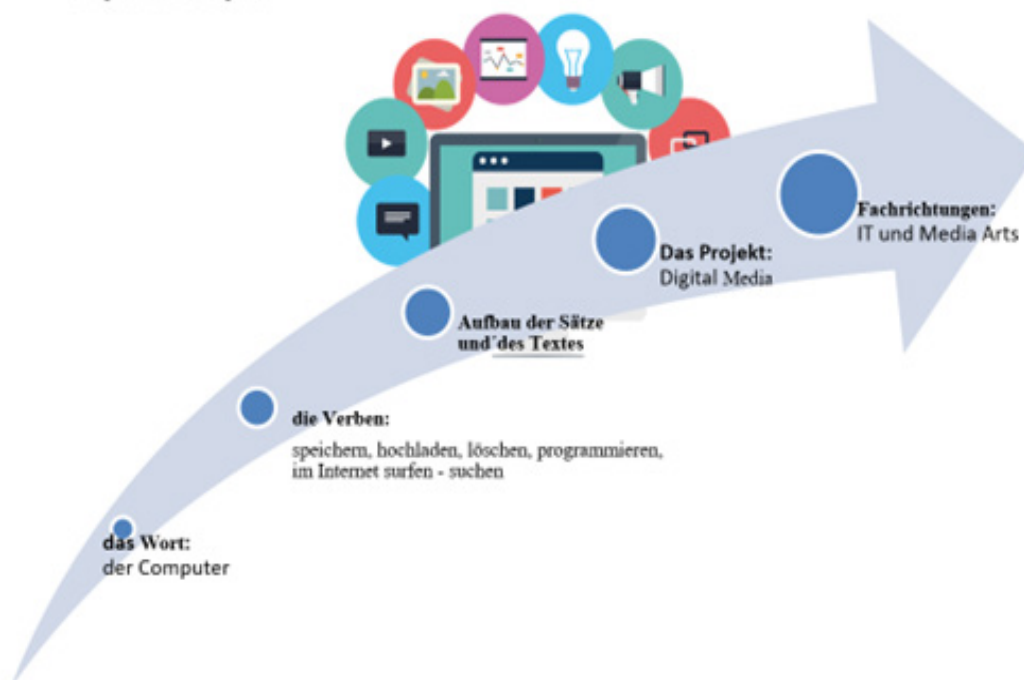 das Wort:
der Computer
die Verben:
speichern, hochladen, löschen, programmieren,
im Internet surfen - suchen
Aufbau der Sätze
und des Textes
Das Projekt:
Digital Media
Fachrichtungen:
IT und Media Arts